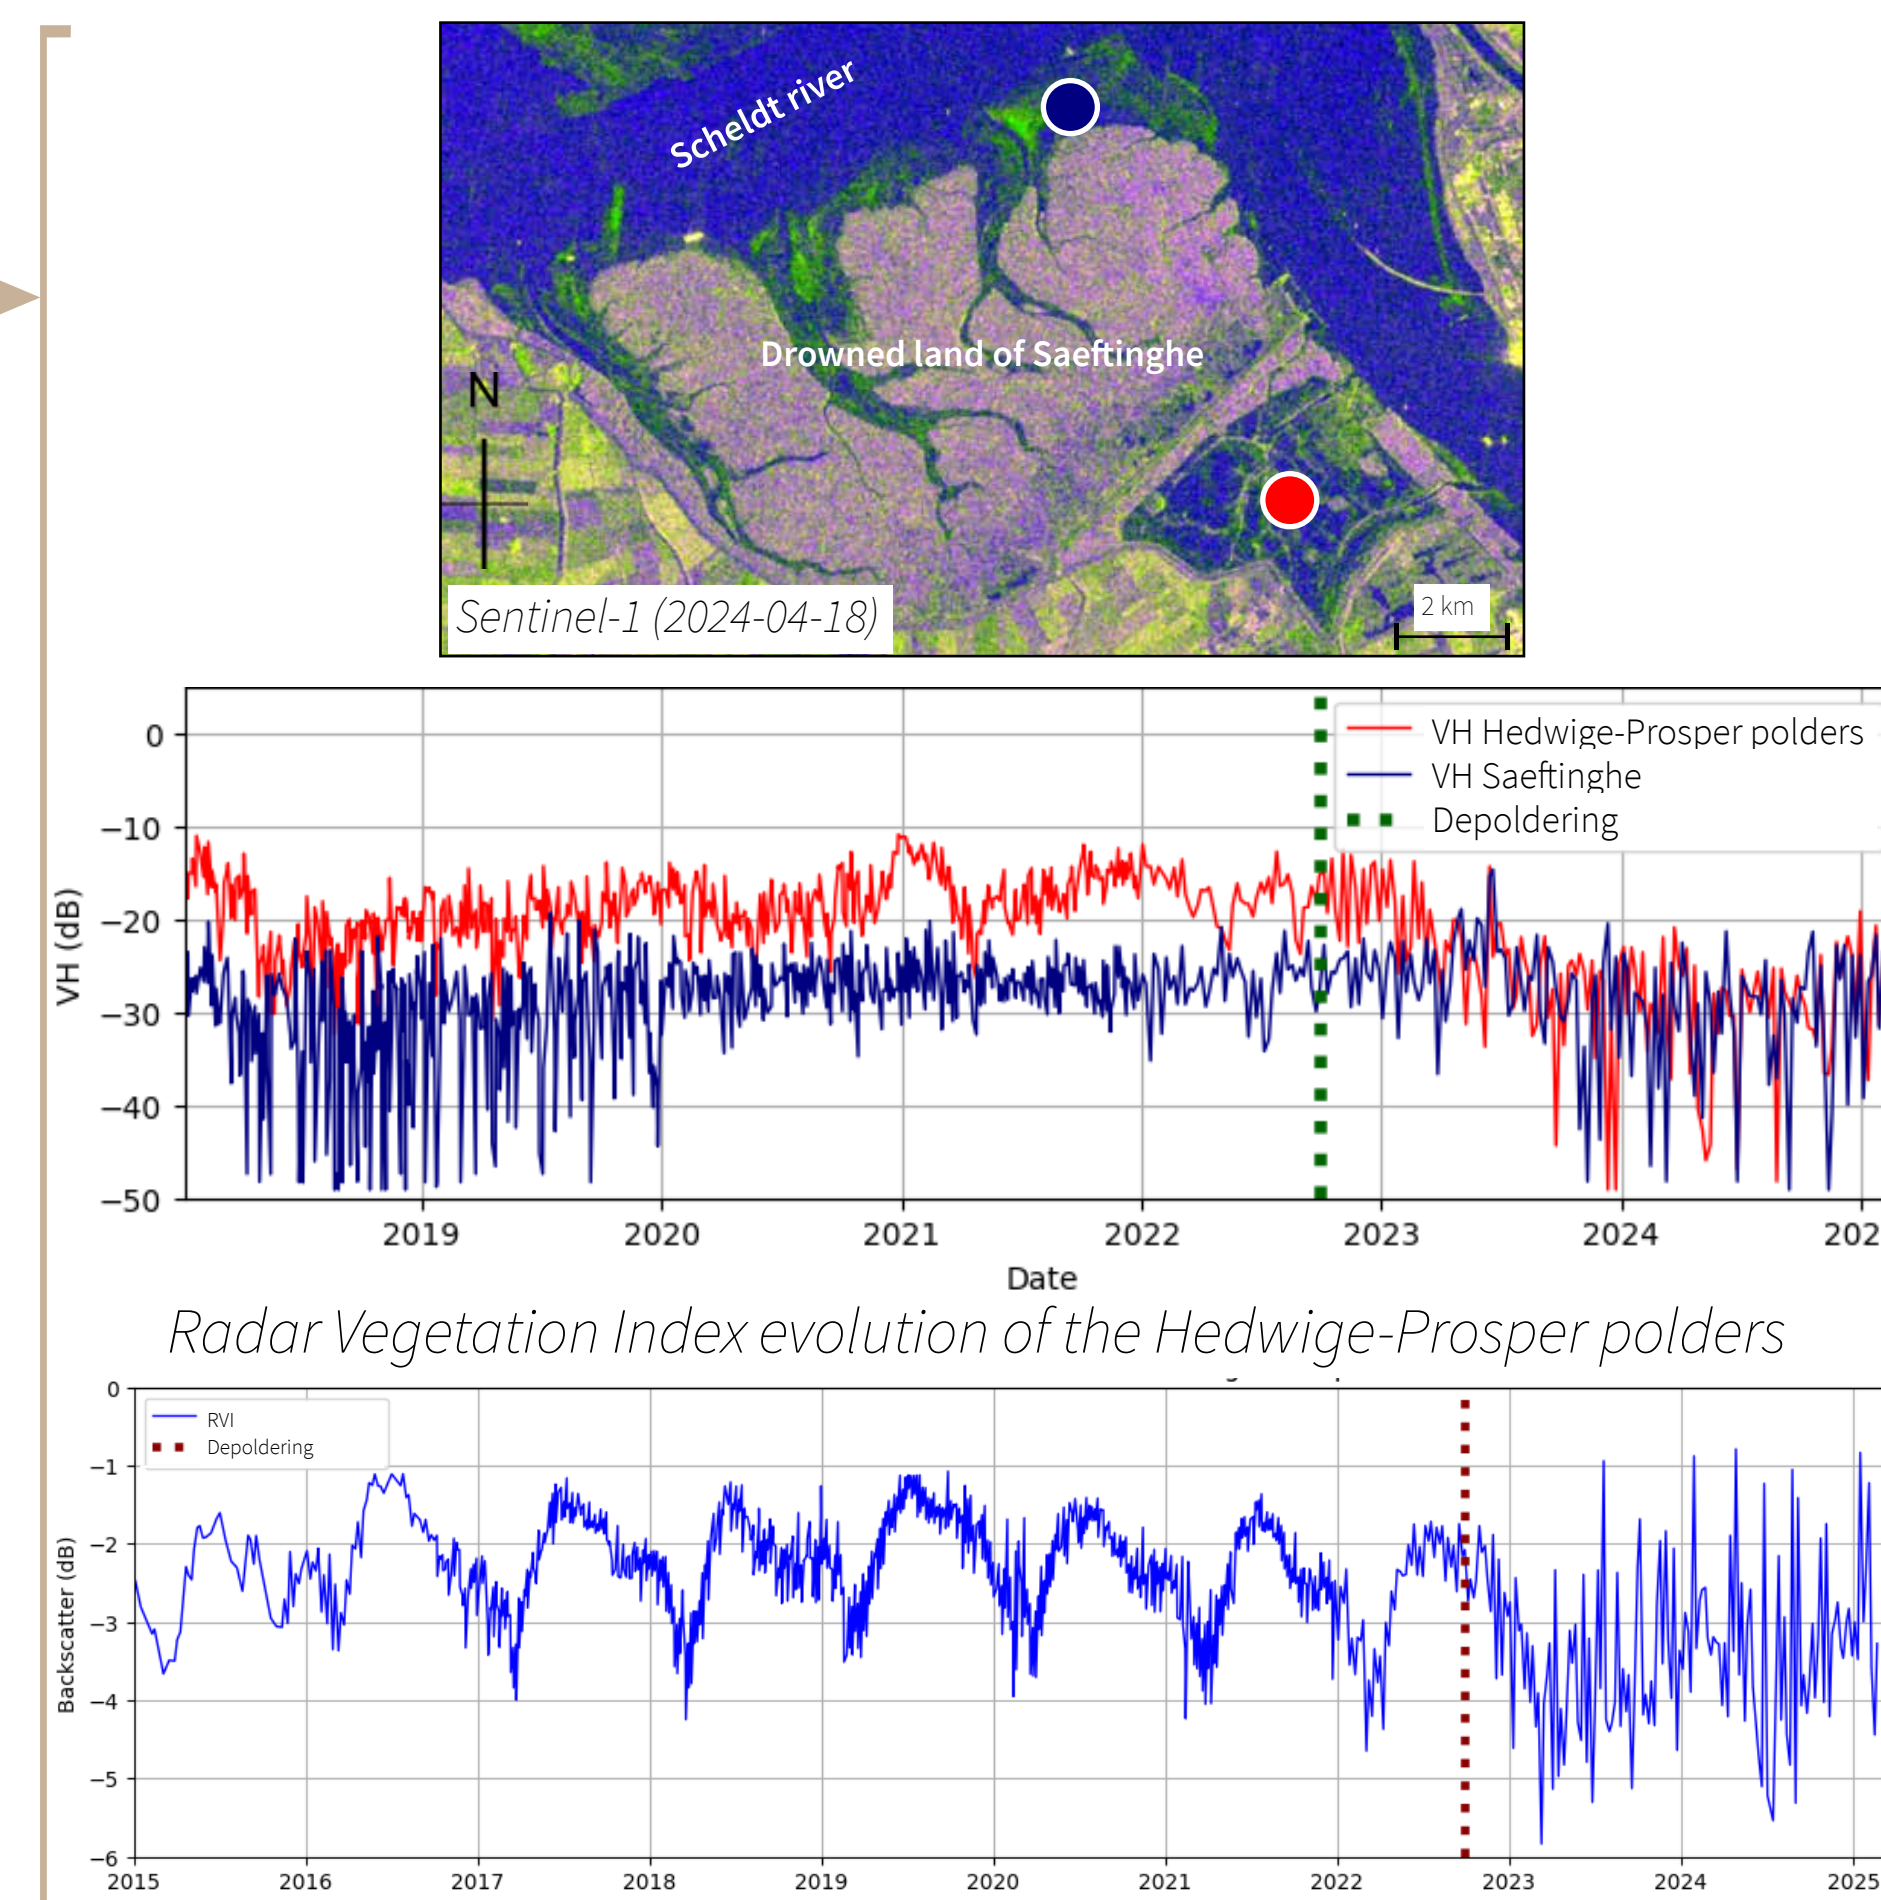 Scheldt river
Drowned land of Saeftinghe
N
Sentinel-1 (2024-04-18)
2 km
VH Hedwige-Prosper polders
VH Saeftinghe
Depoldering
0
−10
−20
−30
−40
−50
VH (dB)
2019 2020 2021 2022 2023 2024 202
Date
Radar Vegetation Index evolution of the Hedwige-Prosper polders
RVI
Depoldering
0
−1
−2
−3
−4
−5
−6
Backscatter (dB)
2015 2016 2017 2018 2019 2020 2021 2022 2023 2024 2025